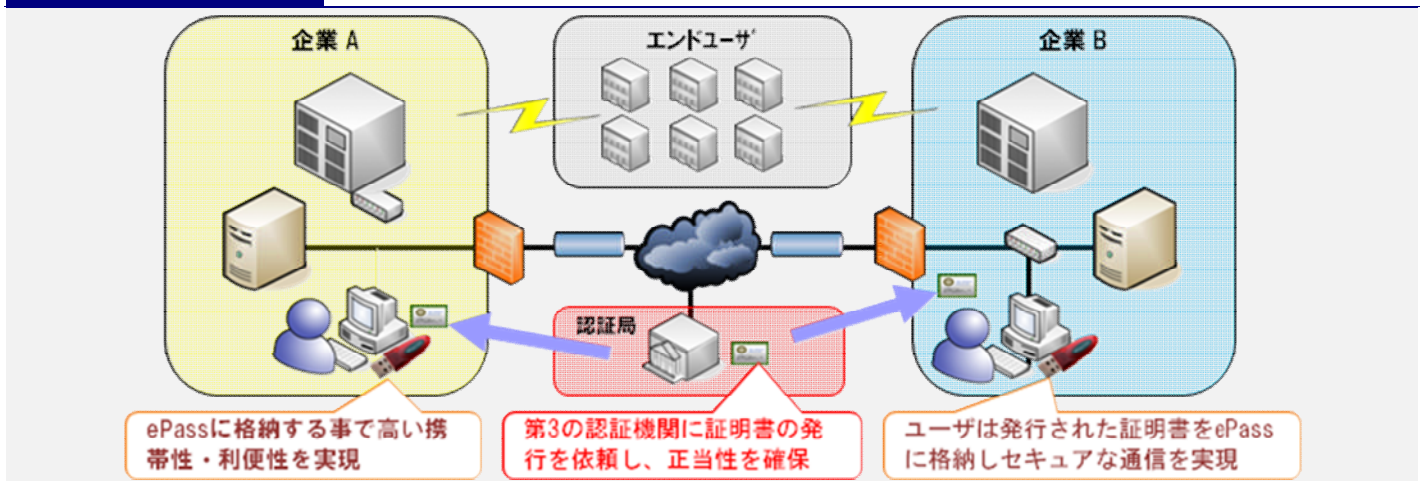 企業 A
エンドユーザ
企業 B
認証局
ePassに格納する事で高い携
帯性・利便性を実現
第3の認証機関に証明書の発
行を依頼し、正当性を確保
ユーザは発行された証明書をePass
に格納しセキュアな通信を実現